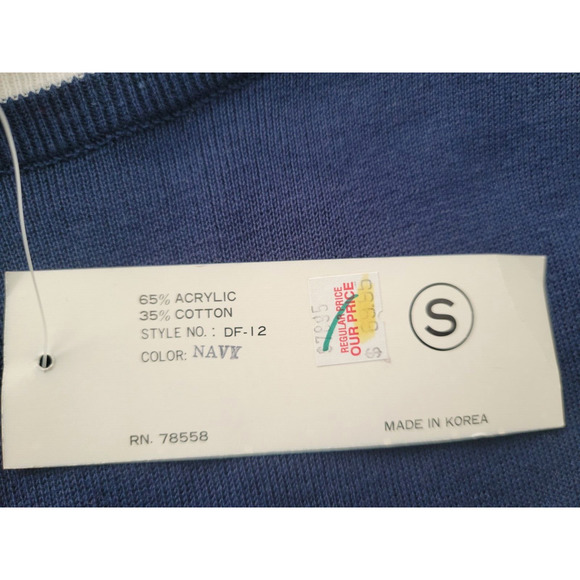 65% ACRYLIC
35% COTTON
STYLE NO.: DF-12
COLOR: NAVY
RN. 78558
$7895
REGULAR PRICE
OUR PRICE
S
MADE IN KOREA